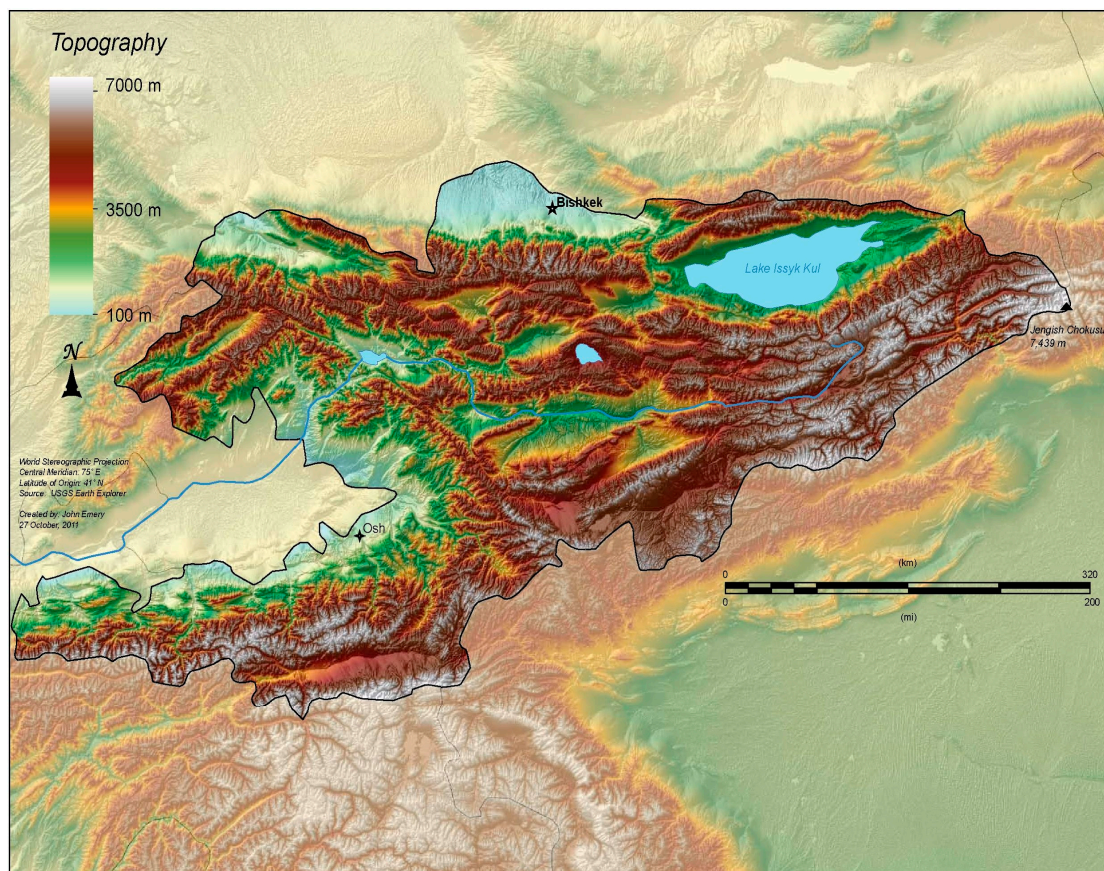 Topography
7000 m
3500 m
100 m
N
World Stereographic Projection
Central Meridian: 75° E
Latitude of Origin: 41° N
Source: USGS Earth Explorer
Created by: John Emery
27 October, 2011
Bishkek
Lake Issyk Kul
Jengish Chokusu
7,439 m
Osh
(km)
0 320
0 200
(mi)